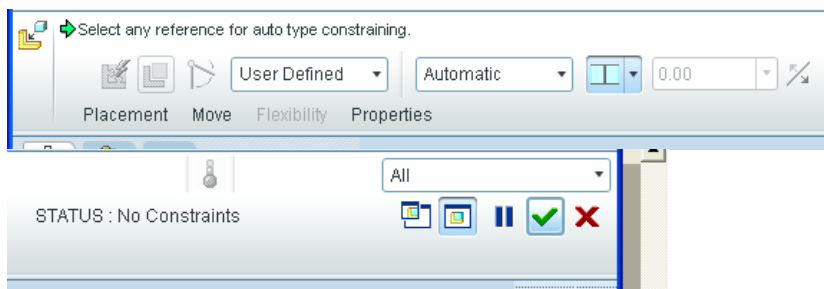 Select any reference for auto type constraining.
User Defined Automatic 0.00
Placement Move Flexibility Properties
All
STATUS : No Constraints